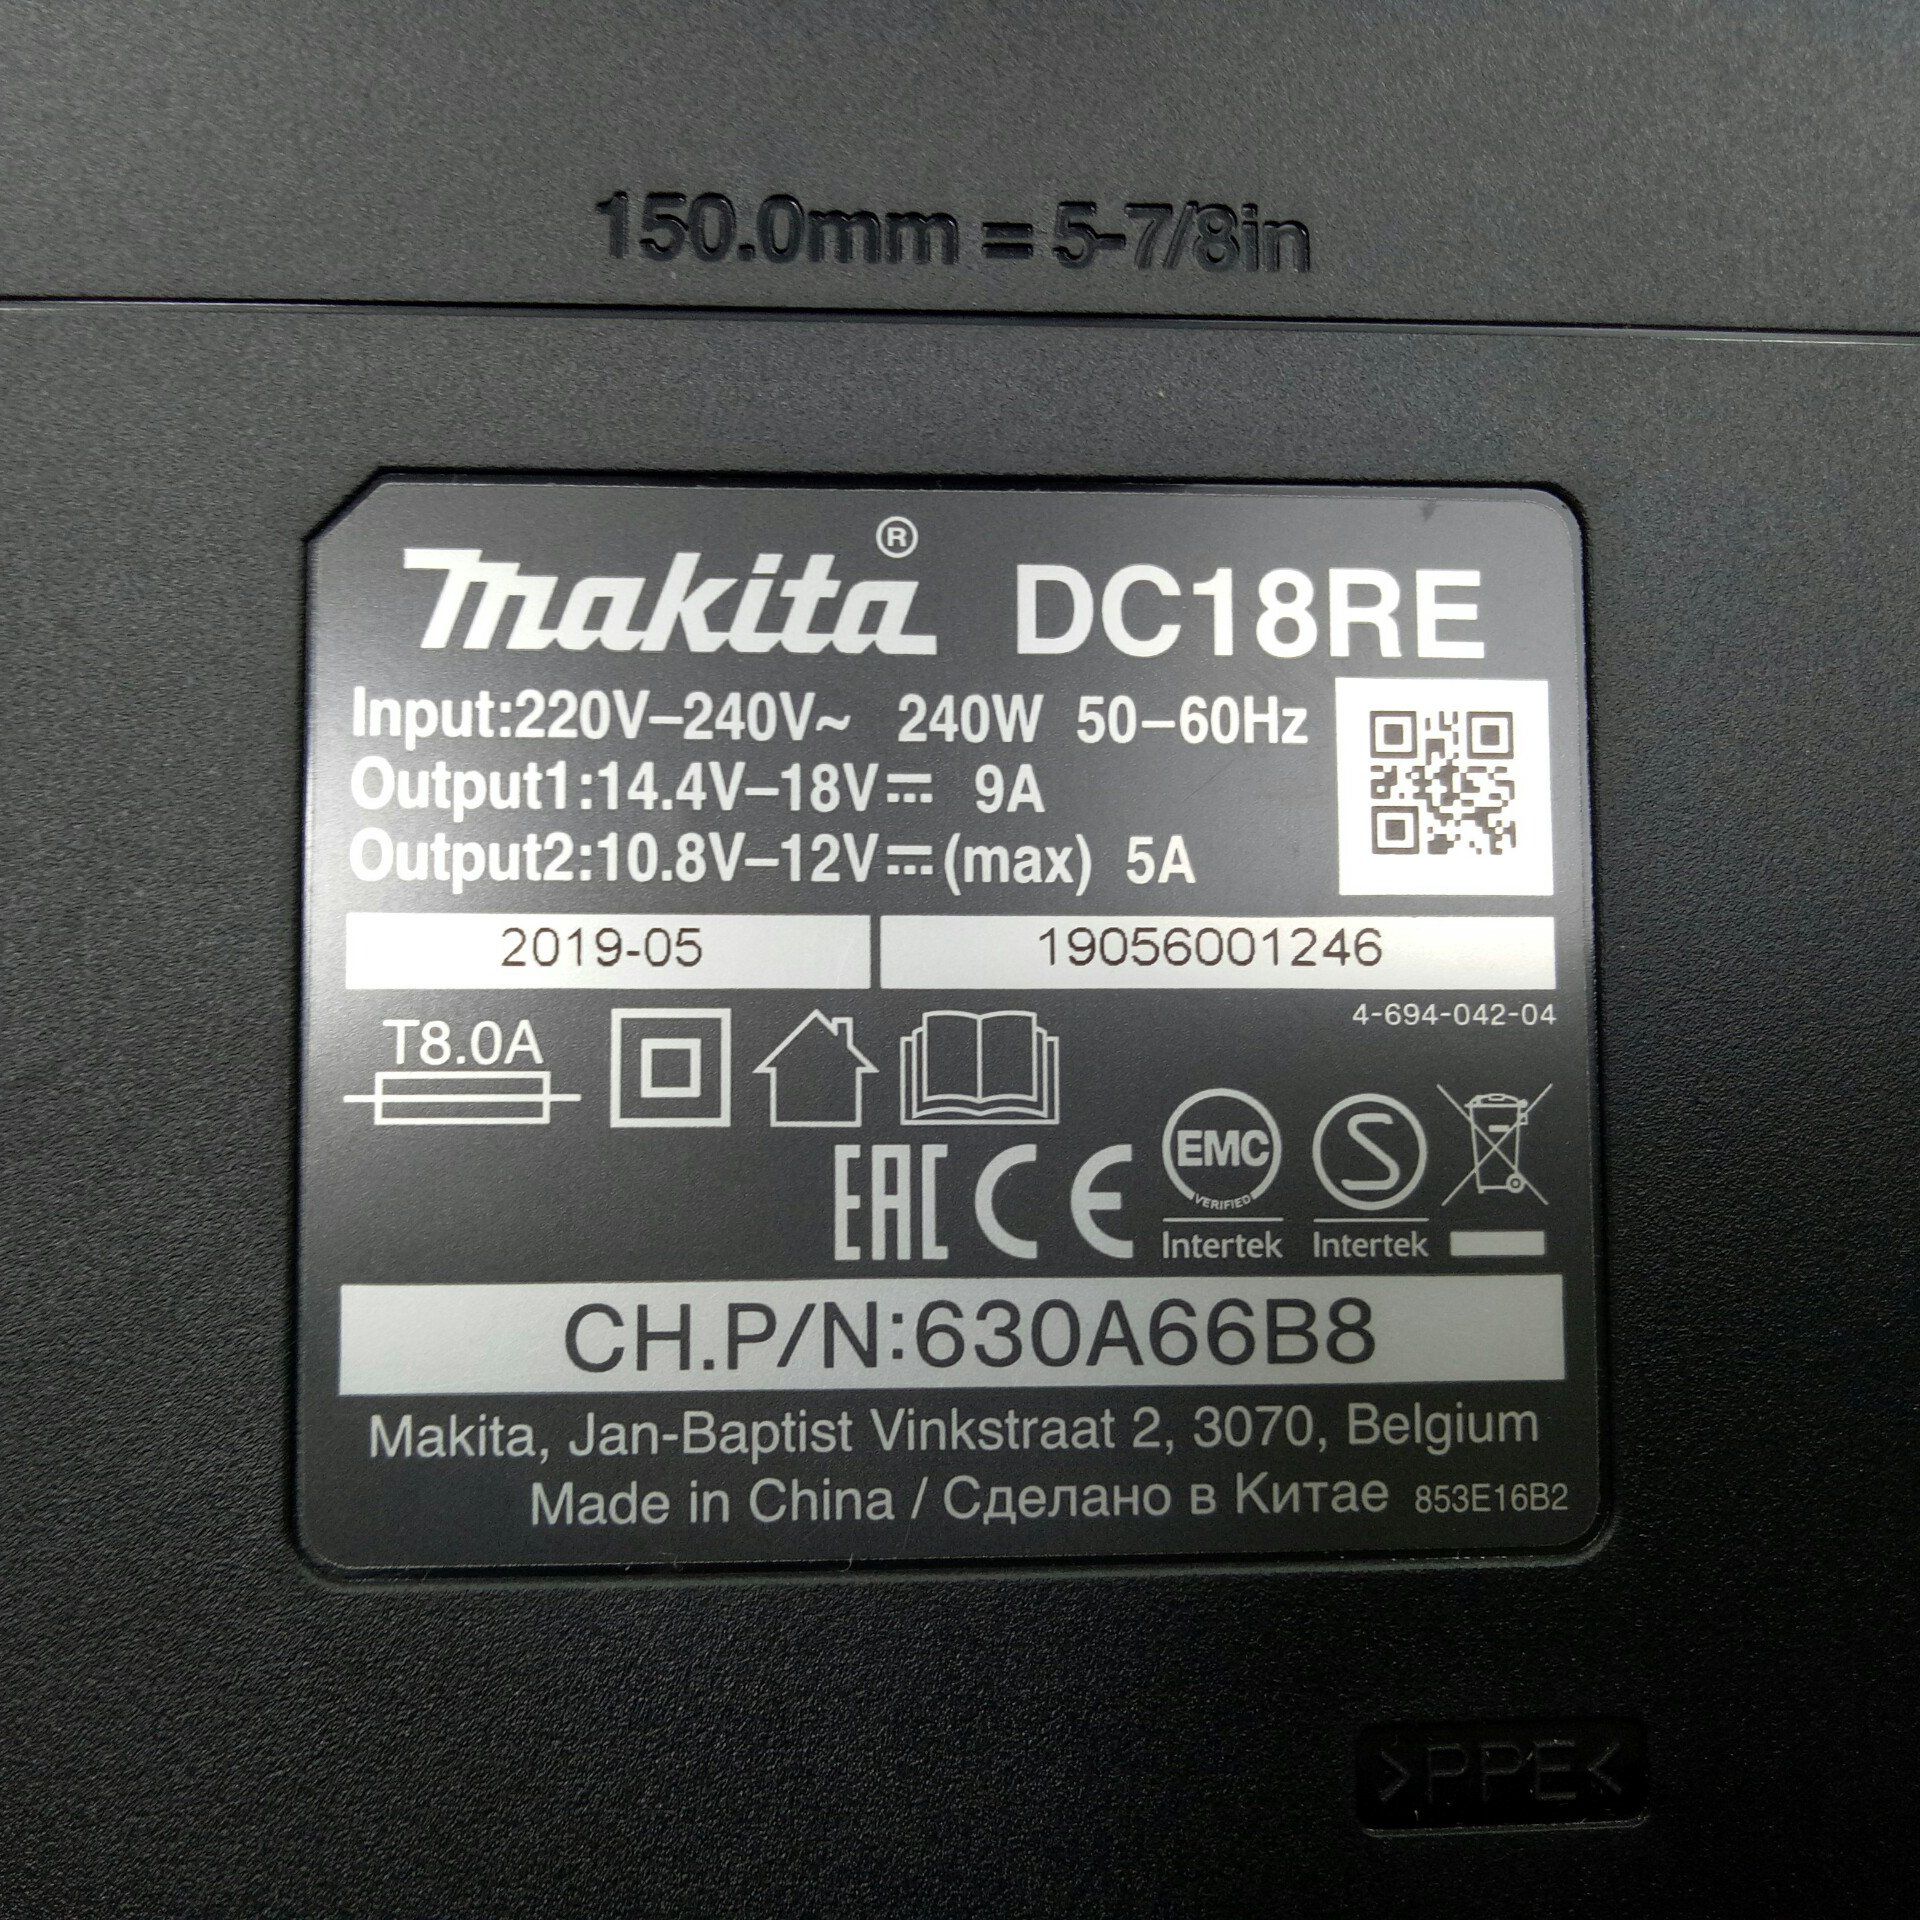 150.0mm = 5-7/8in
makita® DC18RE
Input:220V–240V~ 240W 50–60Hz
Output1:14.4V–18V⎓ 9A
Output2:10.8V–12V⎓(max) 5A
2019-05 19056001246
4-694-042-04
T8.0A
EMC
VERIFIED
S
EAC CE Intertek Intertek
CH.P/N:630A66B8
Makita, Jan-Baptist Vinkstraat 2, 3070, Belgium
Made in China / Сделано в Китае 853E16B2
>PPE<